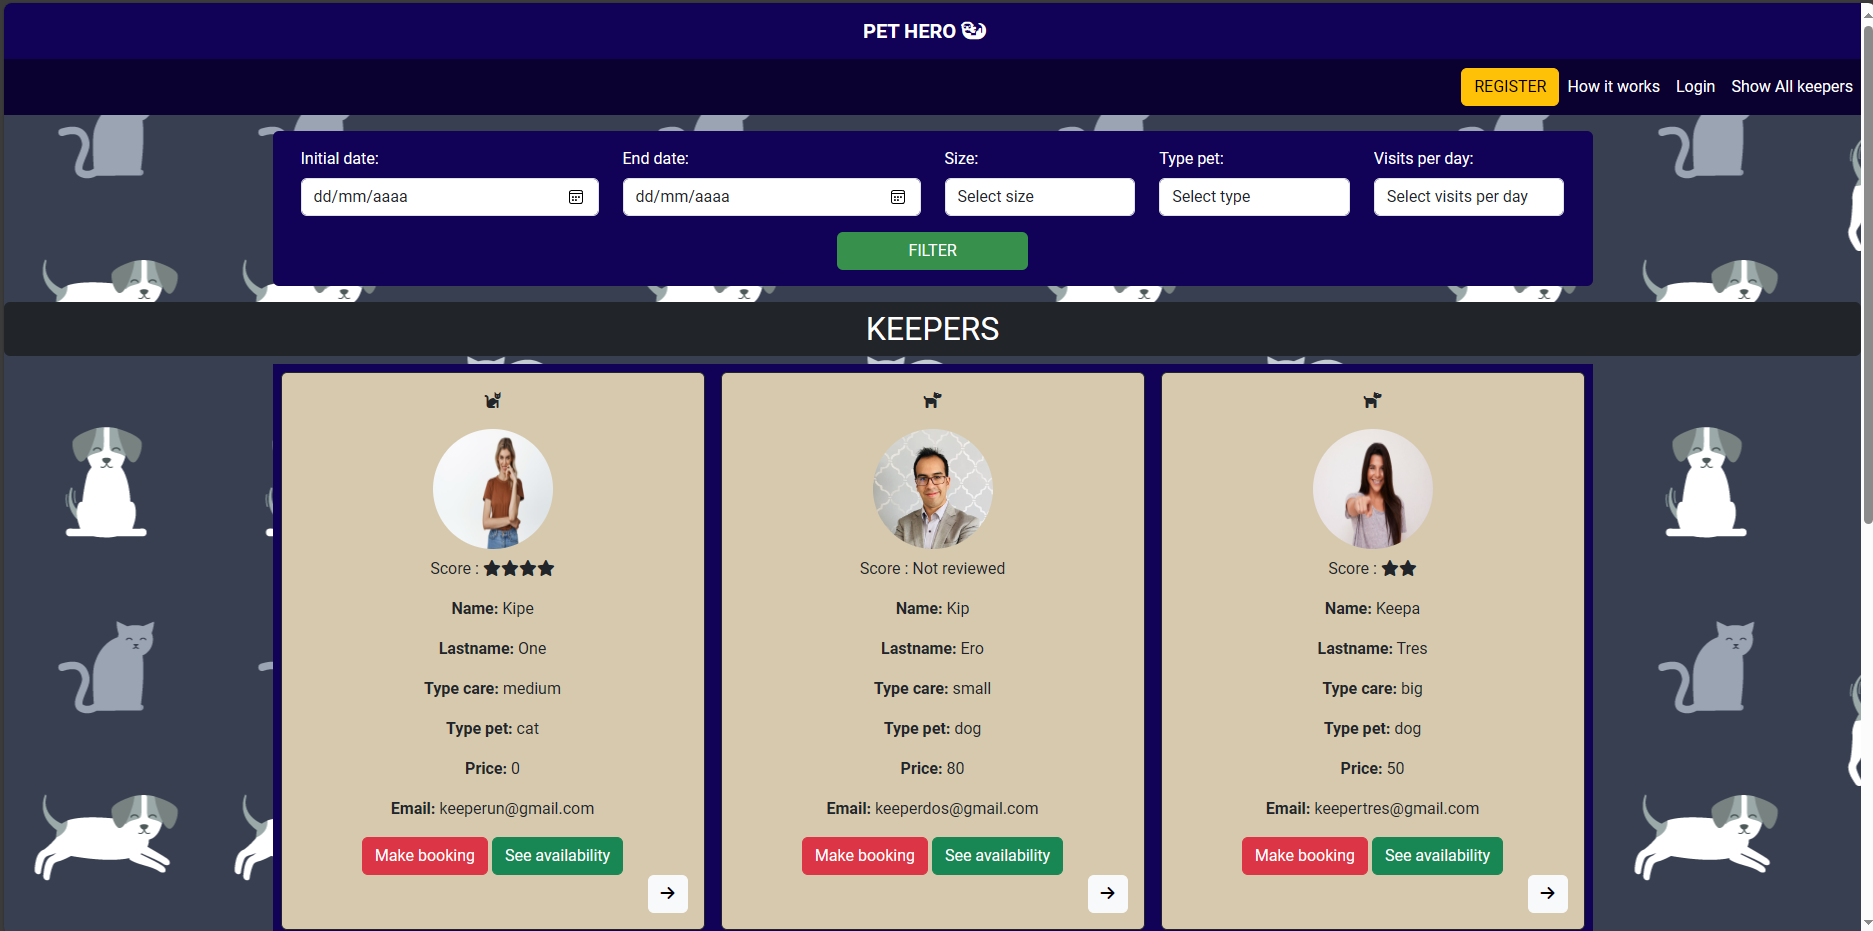 PET HERO
REGISTER How it works Login Show All keepers
Initial date: End date: Size: Type pet: Visits per day:
dd/mm/aaaa dd/mm/aaaa Select size Select type Select visits per day
FILTER
KEEPERS
Score :
Name: Kipe
Lastname: One
Type care: medium
Type pet: cat
Price: 0
Email: keeperun@gmail.com
Make booking See availability
Score : Not reviewed
Name: Kip
Lastname: Ero
Type care: small
Type pet: dog
Price: 80
Email: keeperdos@gmail.com
Make booking See availability
Score :
Name: Keepa
Lastname: Tres
Type care: big
Type pet: dog
Price: 50
Email: keepertres@gmail.com
Make booking See availability